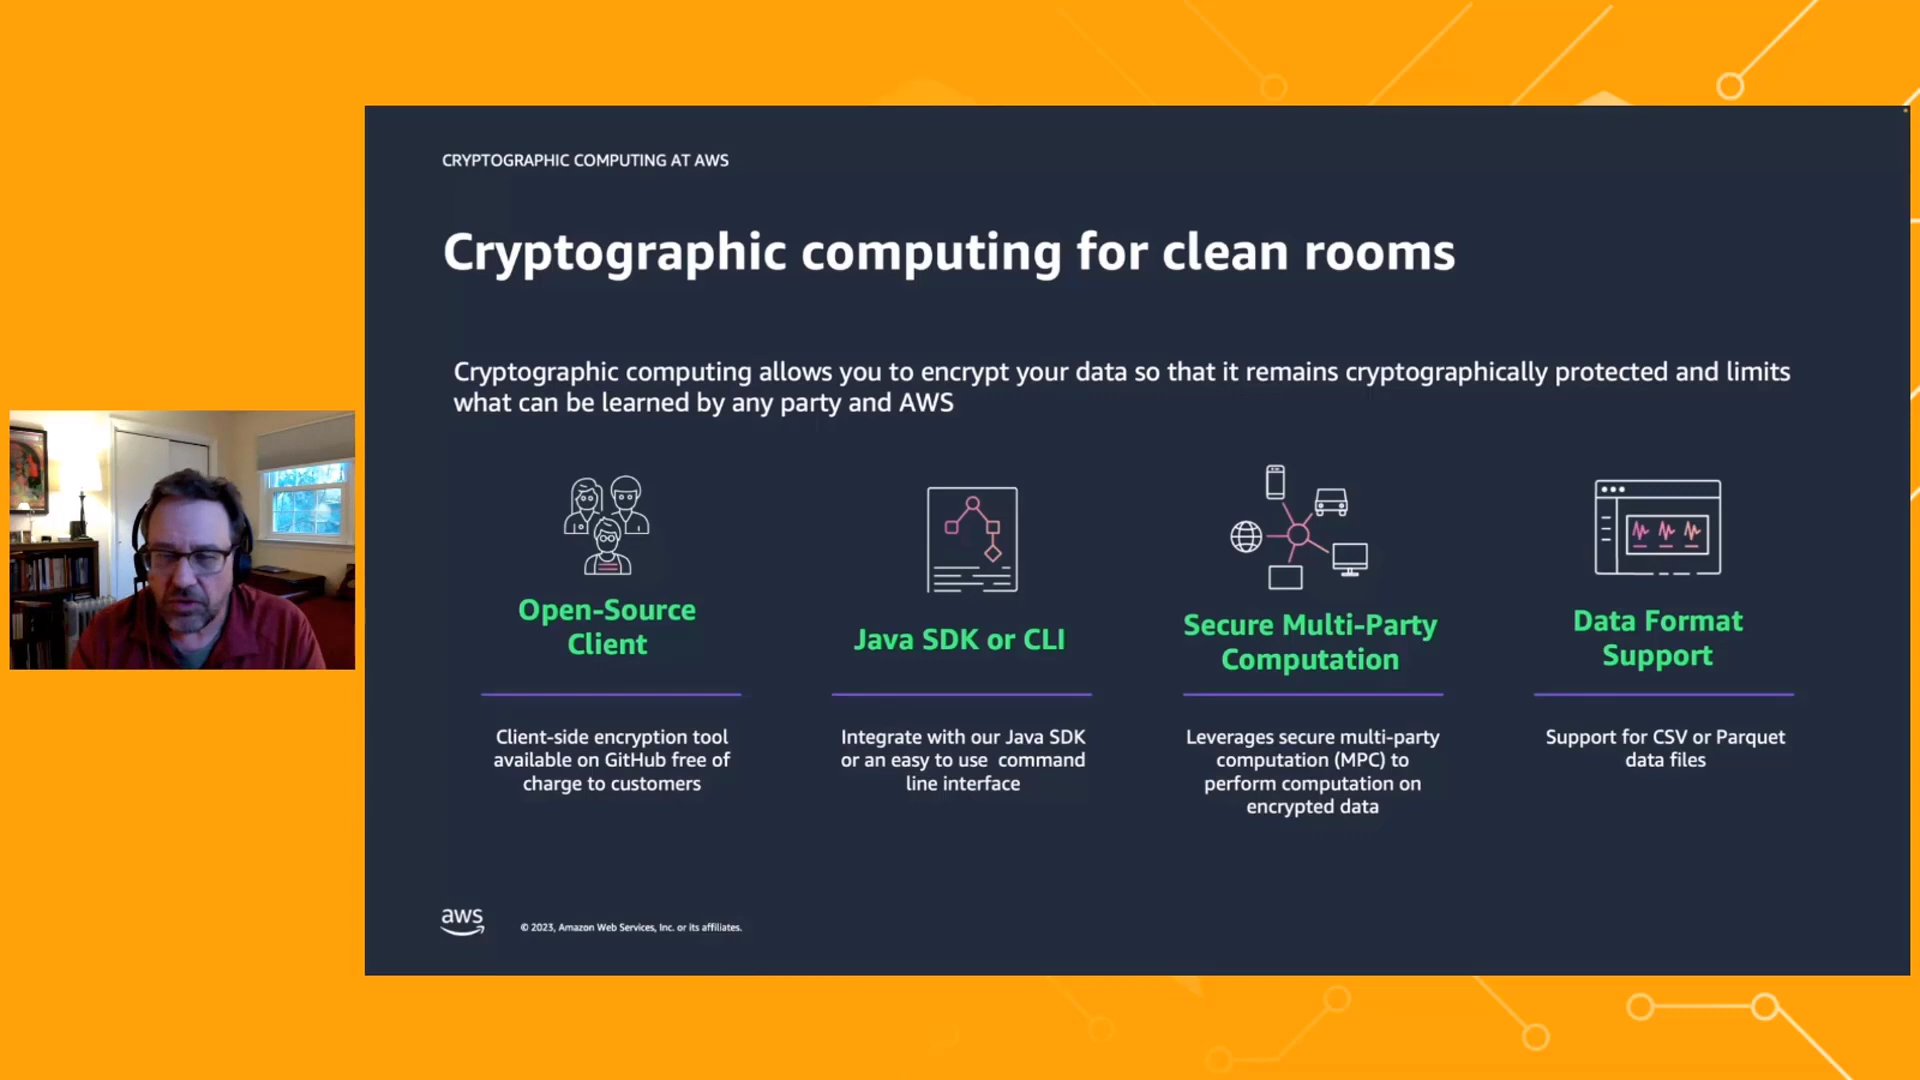 CRYPTOGRAPHIC COMPUTING AT AWS
Cryptographic computing for clean rooms
Cryptographic computing allows you to encrypt your data so that it remains cryptographically protected and limits
what can be learned by any party and AWS
Open-Source
Client
Client-side encryption tool
available on GitHub free of
charge to customers
Java SDK or CLI
Integrate with our Java SDK
or an easy to use command
line interface
Secure Multi-Party
Computation
Leverages secure multi-party
computation (MPC) to
perform computation on
encrypted data
Data Format
Support
Support for CSV or Parquet
data files
aws
© 2023, Amazon Web Services, Inc. or its affiliates.